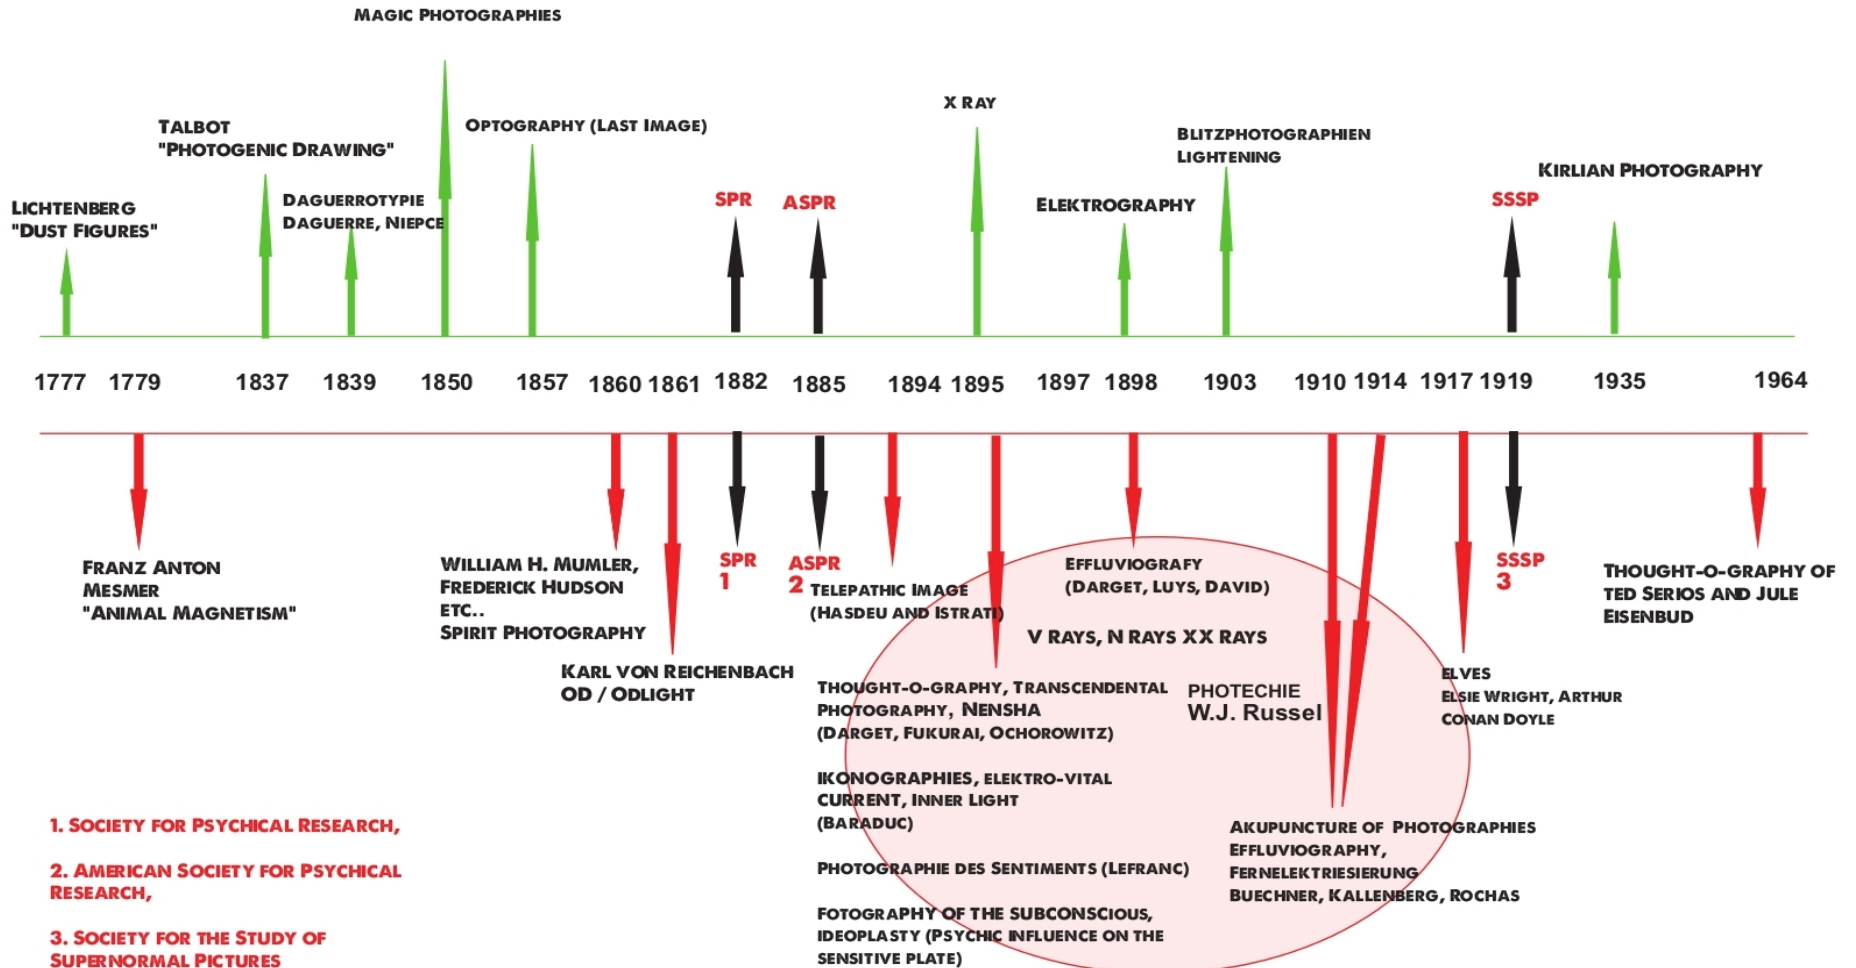 MAGIC PHOTOGRAPHIES
X RAY
TALBOT
"PHOTOGENIC DRAWING"
OPTOGRAPHY (LAST IMAGE)
BLITZPHOTOGRAPHIEN
LIGHTENING
KIRLIAN PHOTOGRAPHY
LICHTENBERG
"DUST FIGURES"
DAGUERROTYPIE
DAGUERRE, NIEPCE
SPR
ASPR
ELEKTROGRAPHY
SSSP
1777 1779 1837 1839 1850 1857 1860 1861 1882 1885 1894 1895 1897 1898 1903 1910 1914 1917 1919 1935 1964
FRANZ ANTON
MESMER
"ANIMAL MAGNETISM"
WILLIAM H. MUMLER,
FREDERICK HUDSON
ETC..
SPIRIT PHOTOGRAPHY
KARL VON REICHENBACH
OD / ODLIGHT
SPR
1
ASPR
2
TELEPATHIC IMAGE
(HASDEU AND ISTRATI)
EFFLUVIOGRAFY
(DARGET, LUYS, DAVID)
V RAYS, N RAYS XX RAYS
PHOTECHIE
W.J. Russel
THOUGHT-O-GRAPHY, TRANSCENDENTAL
PHOTOGRAPHY, NENSHA
(DARGET, FUKURAI, OCHOROWITZ)
IKONOGRAPHIES, ELEKTRO-VITAL
CURRENT, INNER LIGHT
(BARADUC)
PHOTOGRAPHIE DES SENTIMENTS (LEFRANC)
FOTOGRAPHY OF THE SUBCONSCIOUS,
IDEOPLASTY (PSYCHIC INFLUENCE ON THE
SENSITIVE PLATE)
AKUPUNCTURE OF PHOTOGRAPHIES
EFFLUVIOGRAPHY,
FERNELEKTRIESIERUNG
BUECHNER, KALLENBERG, ROCHAS
SSSP
3
ELVES
ELSIE WRIGHT, ARTHUR
CONAN DOYLE
THOUGHT-O-GRAPHY OF
TED SERIOS AND JULE
EISENBUD
1. SOCIETY FOR PSYCHICAL RESEARCH,
2. AMERICAN SOCIETY FOR PSYCHICAL
RESEARCH,
3. SOCIETY FOR THE STUDY OF
SUPERNORMAL PICTURES